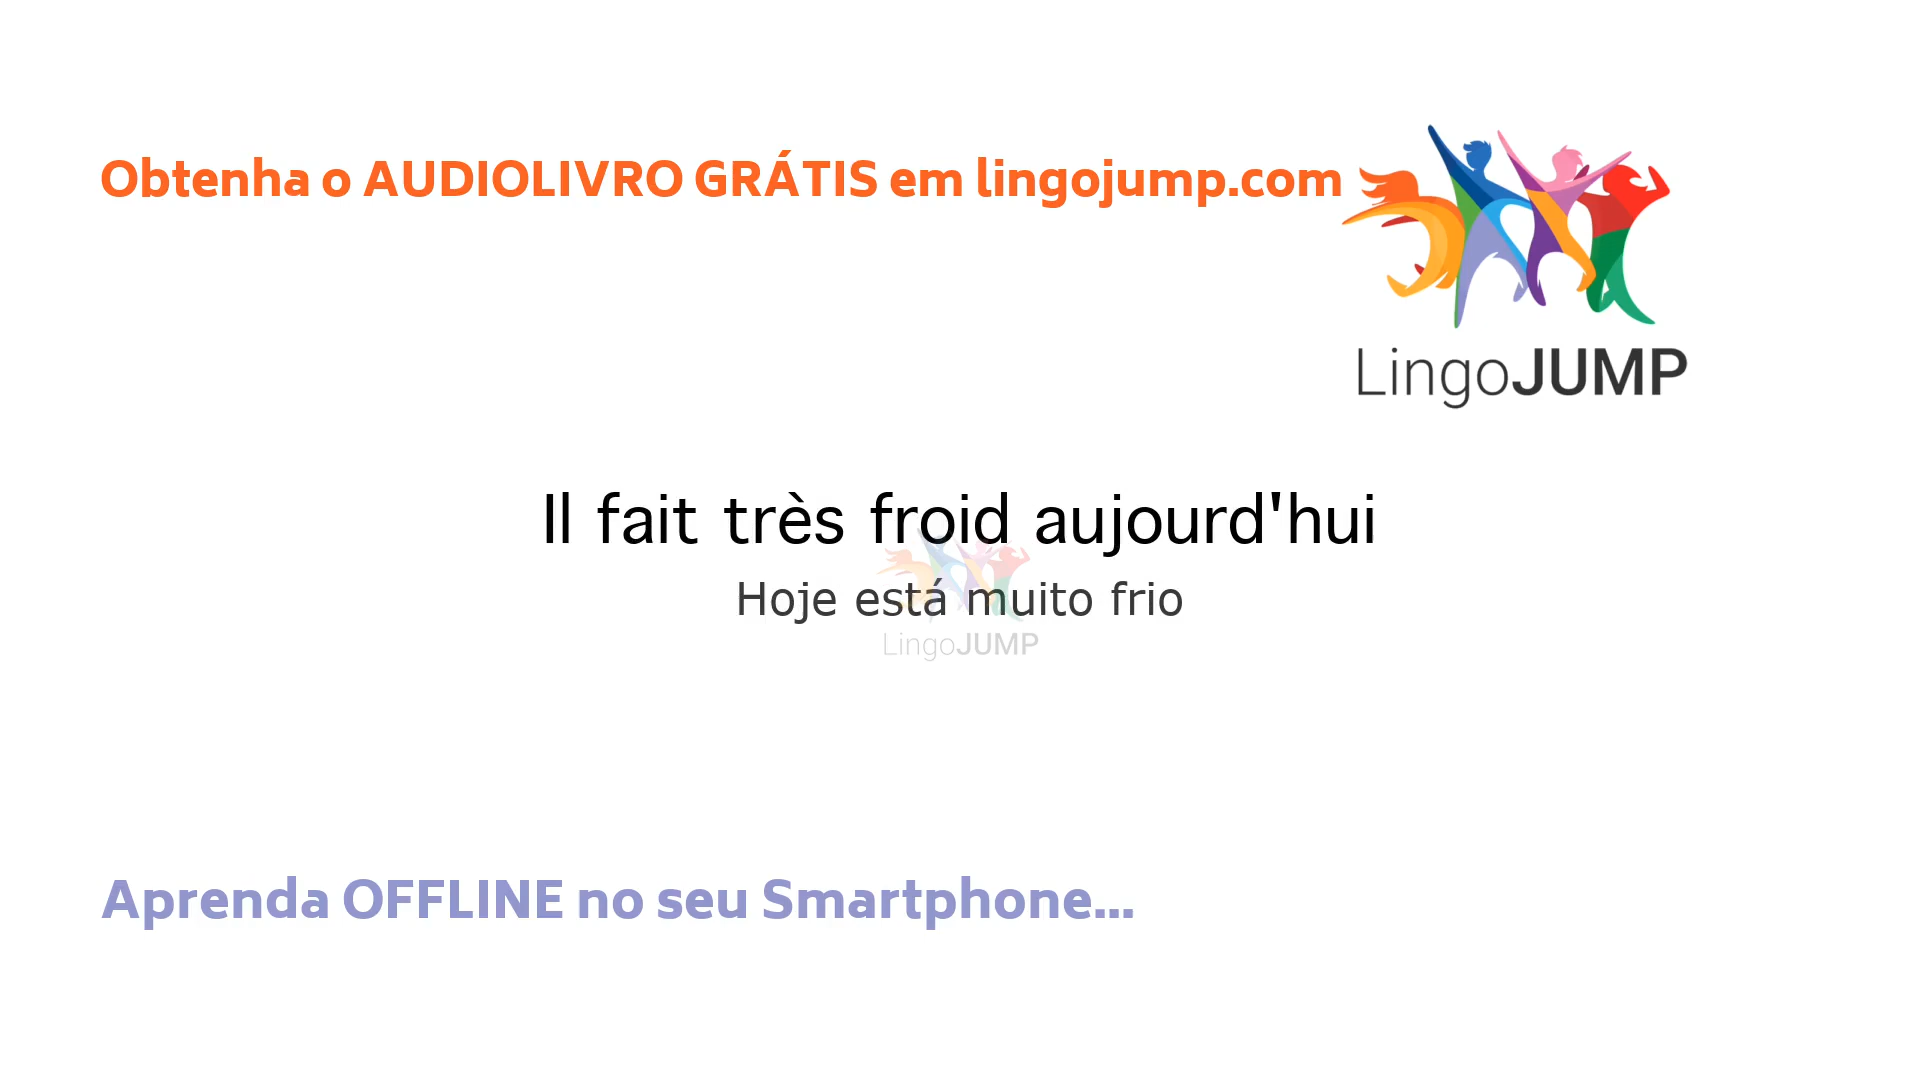 Obtenha o AUDIOLIVRO GRÁTIS em lingojump.com
LingoJUMP
Il fait très froid aujourd'hui
Hoje está muito frio
LingoJUMP
Aprenda OFFLINE no seu Smartphone...